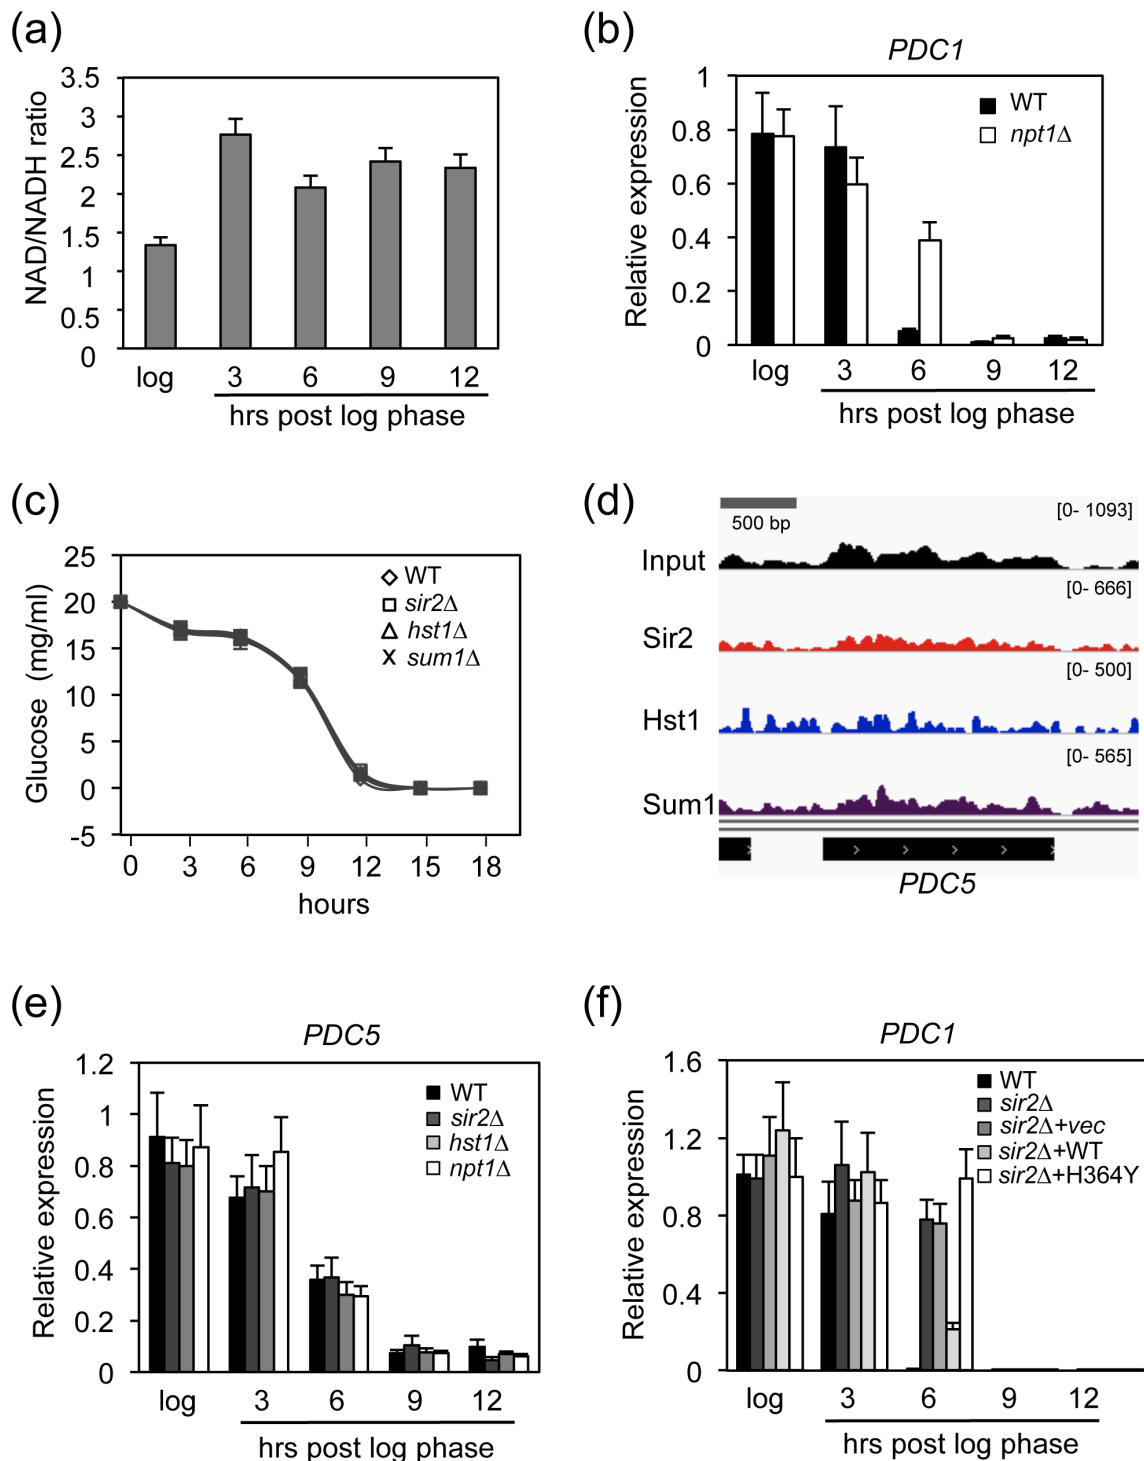 (a)
NAD/NADH ratio
3.5
3
2.5
2
1.5
1
0.5
0
log 3 6 9 12
hrs post log phase
(b)
PDC1
Relative expression
1
0.8
0.6
0.4
0.2
0
WT
npt1Δ
log 3 6 9 12
hrs post log phase
(c)
Glucose (mg/ml)
25
20
15
10
5
0
-5
WT
sir2Δ
hst1Δ
sum1Δ
0 3 6 9 12 15 18
hours
(d)
500 bp
[0- 1093]
Input
[0- 666]
Sir2
[0- 500]
Hst1
[0- 565]
Sum1
PDC5
(e)
PDC5
Relative expression
1.2
1
0.8
0.6
0.4
0.2
0
WT
sir2Δ
hst1Δ
npt1Δ
log 3 6 9 12
hrs post log phase
(f)
PDC1
Relative expression
1.6
1.2
0.8
0.4
0
WT
sir2Δ
sir2Δ+vec
sir2Δ+WT
sir2Δ+H364Y
log 3 6 9 12
hrs post log phase